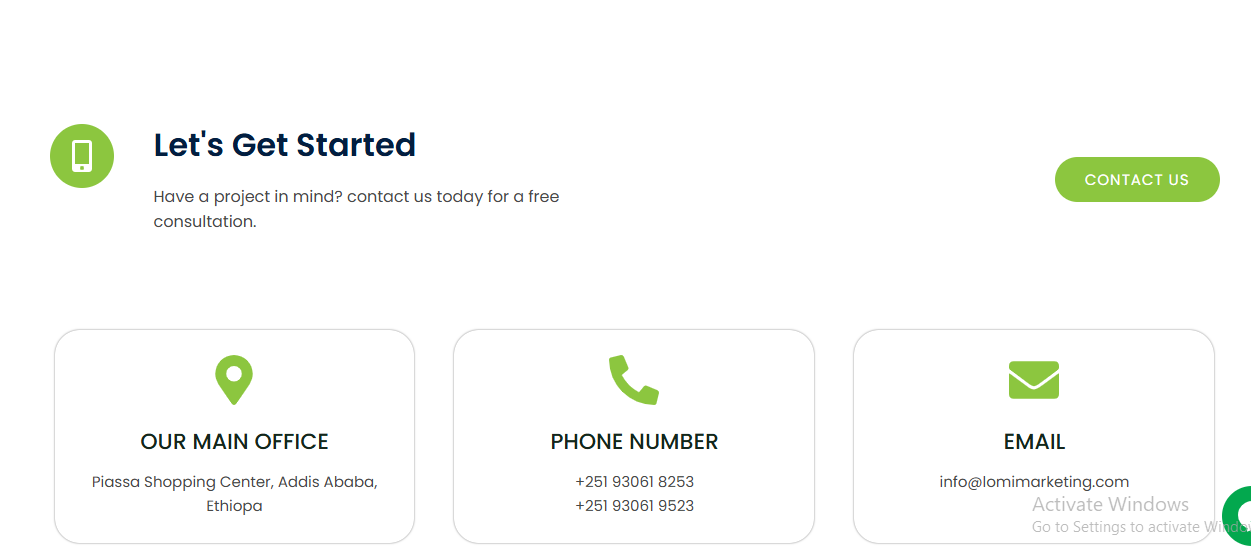 Let's Get Started
Have a project in mind? contact us today for a free
consultation.
CONTACT US
OUR MAIN OFFICE
Piassa Shopping Center, Addis Ababa,
Ethiopa
PHONE NUMBER
+251 93061 8253
+251 93061 9523
EMAIL
info@lomimarketing.com
Activate Windows
Go to Settings to activate Windows